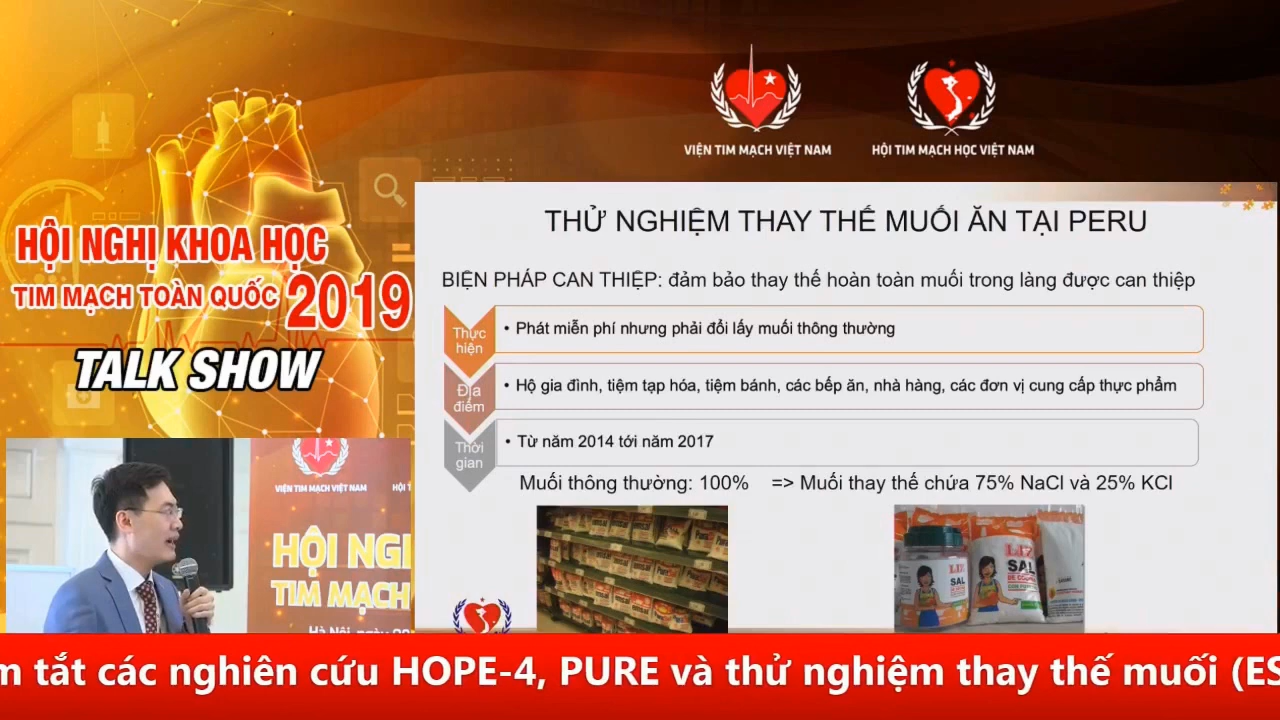 VIỆN TIM MẠCH VIỆT NAM
HỘI TIM MẠCH HỌC VIỆT NAM
HỘI NGHỊ KHOA HỌC
TIM MẠCH TOÀN QUỐC 2019
TALK SHOW
THỬ NGHIỆM THAY THẾ MUỐI ĂN TẠI PERU
BIỆN PHÁP CAN THIỆP: đảm bảo thay thế hoàn toàn muối trong làng được can thiệp
Thực hiện
• Phát miễn phí nhưng phải đổi lấy muối thông thường
Địa điểm
• Hộ gia đình, tiệm tạp hóa, tiệm bánh, các bếp ăn, nhà hàng, các đơn vị cung cấp thực phẩm
Thời gian
• Từ năm 2014 tới năm 2017
Muối thông thường: 100% => Muối thay thế chứa 75% NaCl và 25% KCl
LIZ
SAL
LIZ
SAL
VIỆN TIM MẠCH VIỆT NAM
HỘI T
HỘI NGH
TIM MẠCH
m tắt các nghiên cứu HOPE-4, PURE và thử nghiệm thay thế muối (ES